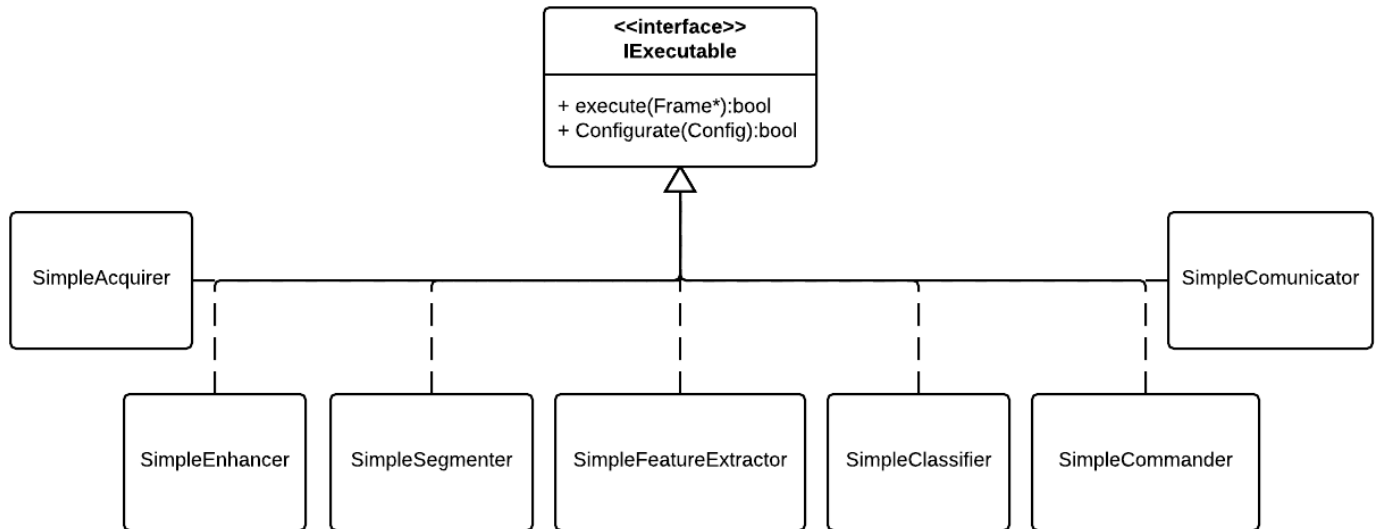 <<interface>>
IExecutable
+ execute(Frame*):bool
+ Configurate(Config):bool
SimpleAcquirer
SimpleComunicator
SimpleEnhancer
SimpleSegmenter
SimpleFeatureExtractor
SimpleClassifier
SimpleCommander